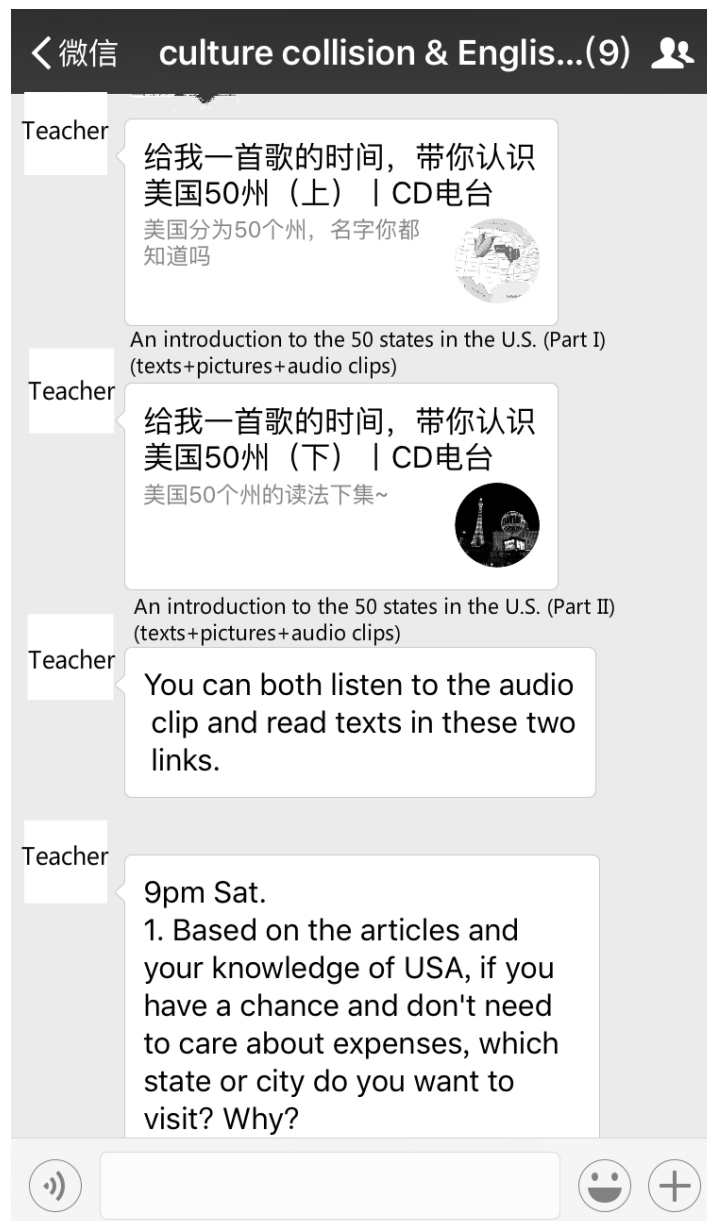 微信 culture collision & Englis...(9)
Teacher
给我一首歌的时间，带你认识
美国50州（上）丨CD电台
美国分为50个州，名字你都
知道吗
An introduction to the 50 states in the U.S. (Part I)
(texts+pictures+audio clips)
Teacher
给我一首歌的时间，带你认识
美国50州（下）丨CD电台
美国50个州的读法下集~
An introduction to the 50 states in the U.S. (Part II)
(texts+pictures+audio clips)
Teacher
You can both listen to the audio
clip and read texts in these two
links.
Teacher
9pm Sat.
1. Based on the articles and
your knowledge of USA, if you
have a chance and don't need
to care about expenses, which
state or city do you want to
visit? Why?